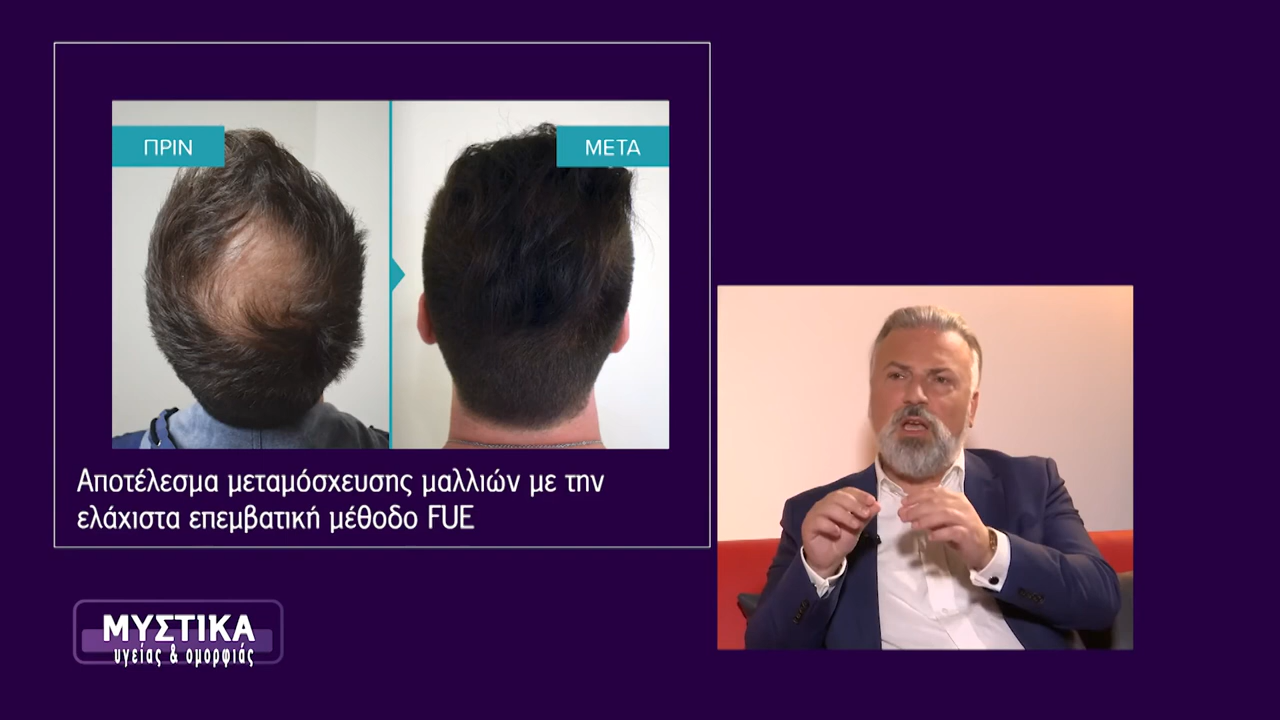 ΠΡΙΝ
ΜΕΤΑ
Αποτέλεσμα μεταμόσχευσης μαλλιών με την
ελάχιστα επεμβατική μέθοδο FUE
ΜΥΣΤΙΚΑ
υγείας & ομορφιάς